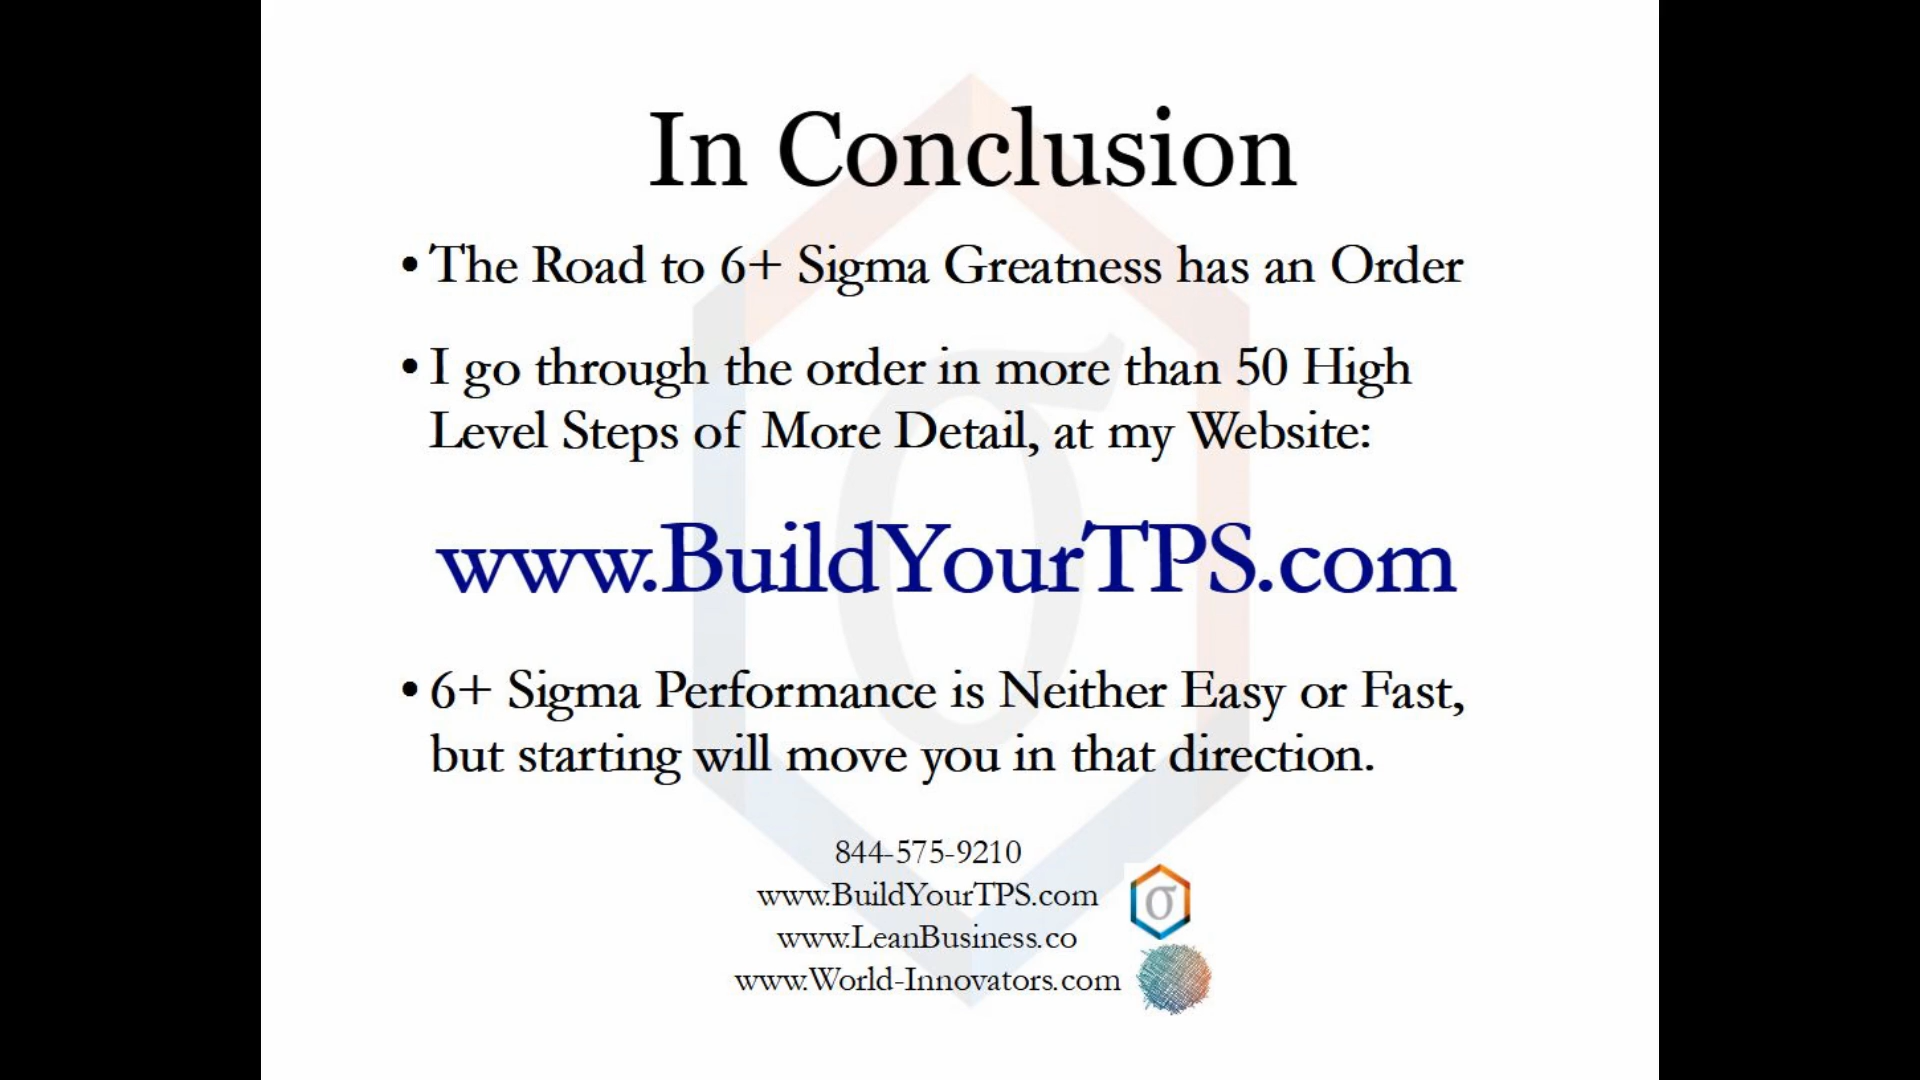 In Conclusion
• The Road to 6+ Sigma Greatness has an Order
• I go through the order in more than 50 High
Level Steps of More Detail, at my Website:
www.BuildYourTPS.com
• 6+ Sigma Performance is Neither Easy or Fast,
but starting will move you in that direction.
844-575-9210
www.BuildYourTPS.com
www.LeanBusiness.co
www.World-Innovators.com
σ